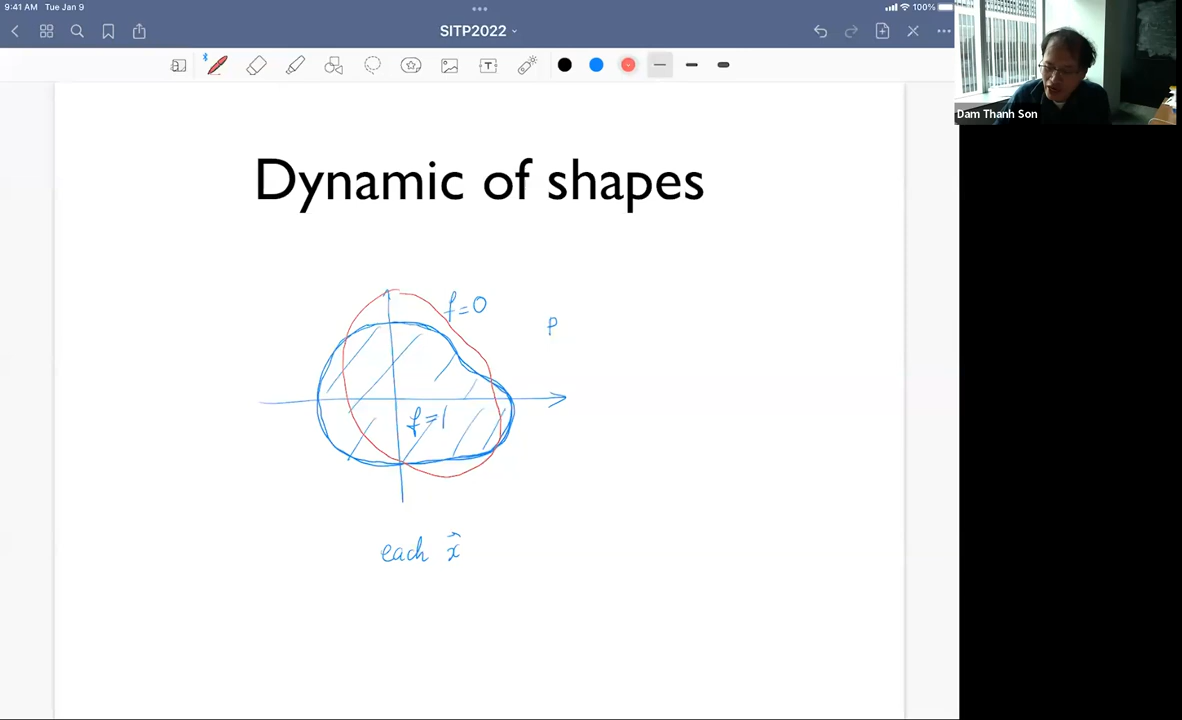 9:41 AM Tue Jan 9
100%
SITP2022
T
Dam Thanh Son
Dynamic of shapes
f=0
P
f=1
each x⃗